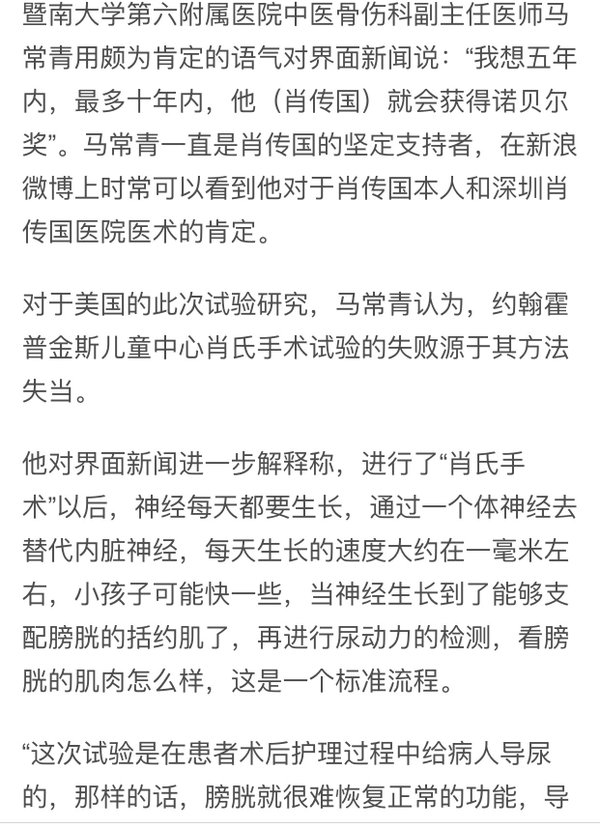 暨南大学第六附属医院中医骨伤科副主任医师马
常青用颇为肯定的语气对界面新闻说：“我想五年
内，最多十年内，他（肖传国）就会获得诺贝尔
奖”。马常青一直是肖传国的坚定支持者，在新浪
微博上时常可以看到他对于肖传国本人和深圳肖
传国医院医术的肯定。
对于美国的此次试验研究，马常青认为，约翰霍
普金斯儿童中心肖氏手术试验的失败源于其方法
失当。
他对界面新闻进一步解释称，进行了“肖氏手
术”以后，神经每天都要生长，通过一个体神经去
替代内脏神经，每天生长的速度大约在一毫米左
右，小孩子可能快一些，当神经生长到了能够支
配膀胱的括约肌了，再进行尿动力的检测，看膀
胱的肌肉怎么样，这是一个标准流程。
“这次试验是在患者术后护理过程中给病人导尿
的，那样的话，膀胱就很难恢复正常的功能，导